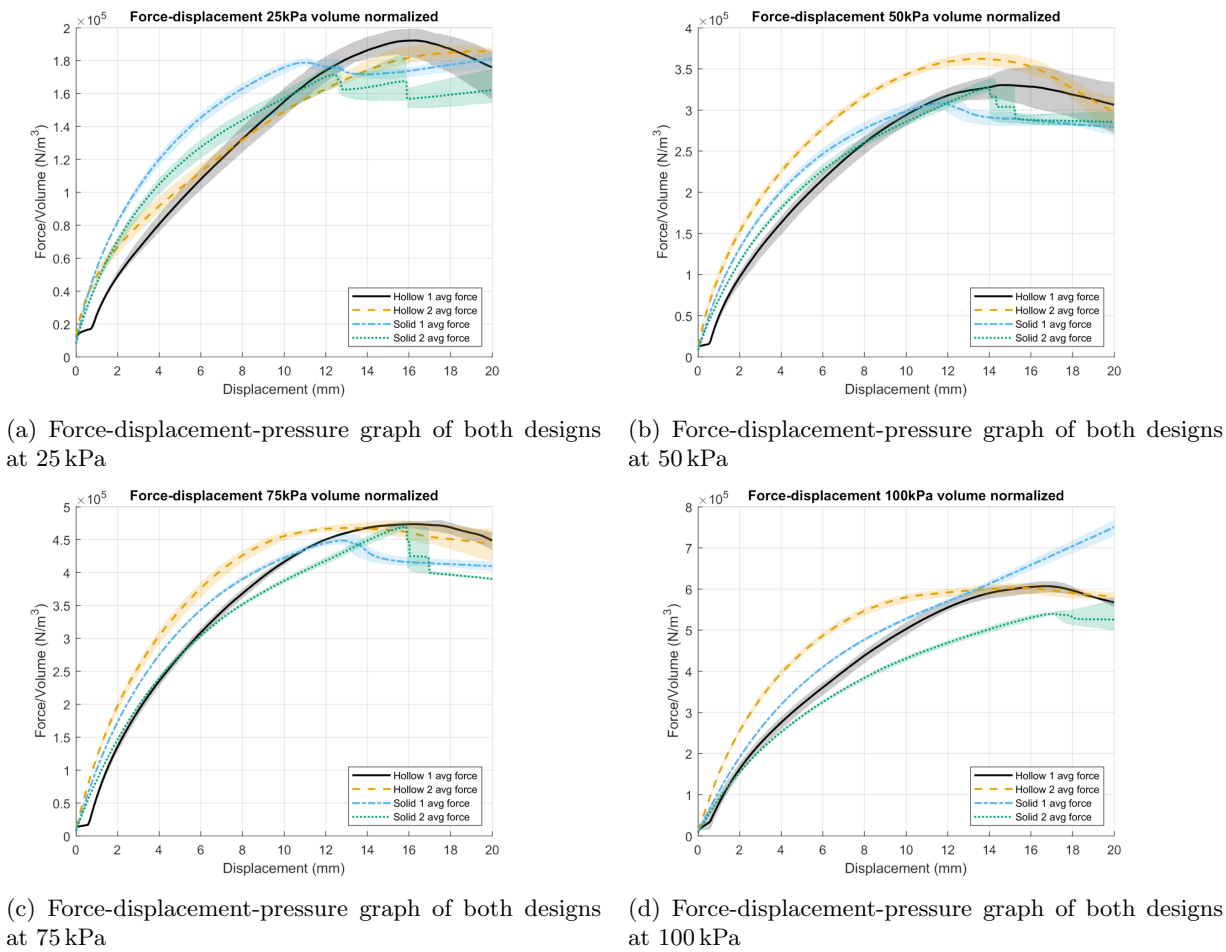 Force-displacement 25kPa volume normalized
×10^5
Force/Volume (N/m^3)
2
1.8
1.6
1.4
1.2
1
0.8
0.6
0.4
0.2
0
0 2 4 6 8 10 12 14 16 18 20
Displacement (mm)
Hollow 1 avg force
Hollow 2 avg force
Solid 1 avg force
Solid 2 avg force
(a) Force-displacement-pressure graph of both designs
at 25 kPa
Force-displacement 50kPa volume normalized
×10^5
Force/Volume (N/m^3)
4
3.5
3
2.5
2
1.5
1
0.5
0
0 2 4 6 8 10 12 14 16 18 20
Displacement (mm)
Hollow 1 avg force
Hollow 2 avg force
Solid 1 avg force
Solid 2 avg force
(b) Force-displacement-pressure graph of both designs
at 50 kPa
Force-displacement 75kPa volume normalized
×10^5
Force/Volume (N/m^3)
5
4.5
4
3.5
3
2.5
2
1.5
1
0.5
0
0 2 4 6 8 10 12 14 16 18 20
Displacement (mm)
Hollow 1 avg force
Hollow 2 avg force
Solid 1 avg force
Solid 2 avg force
(c) Force-displacement-pressure graph of both designs
at 75 kPa
Force-displacement 100kPa volume normalized
×10^5
Force/Volume (N/m^3)
8
7
6
5
4
3
2
1
0
0 2 4 6 8 10 12 14 16 18 20
Displacement (mm)
Hollow 1 avg force
Hollow 2 avg force
Solid 1 avg force
Solid 2 avg force
(d) Force-displacement-pressure graph of both designs
at 100 kPa